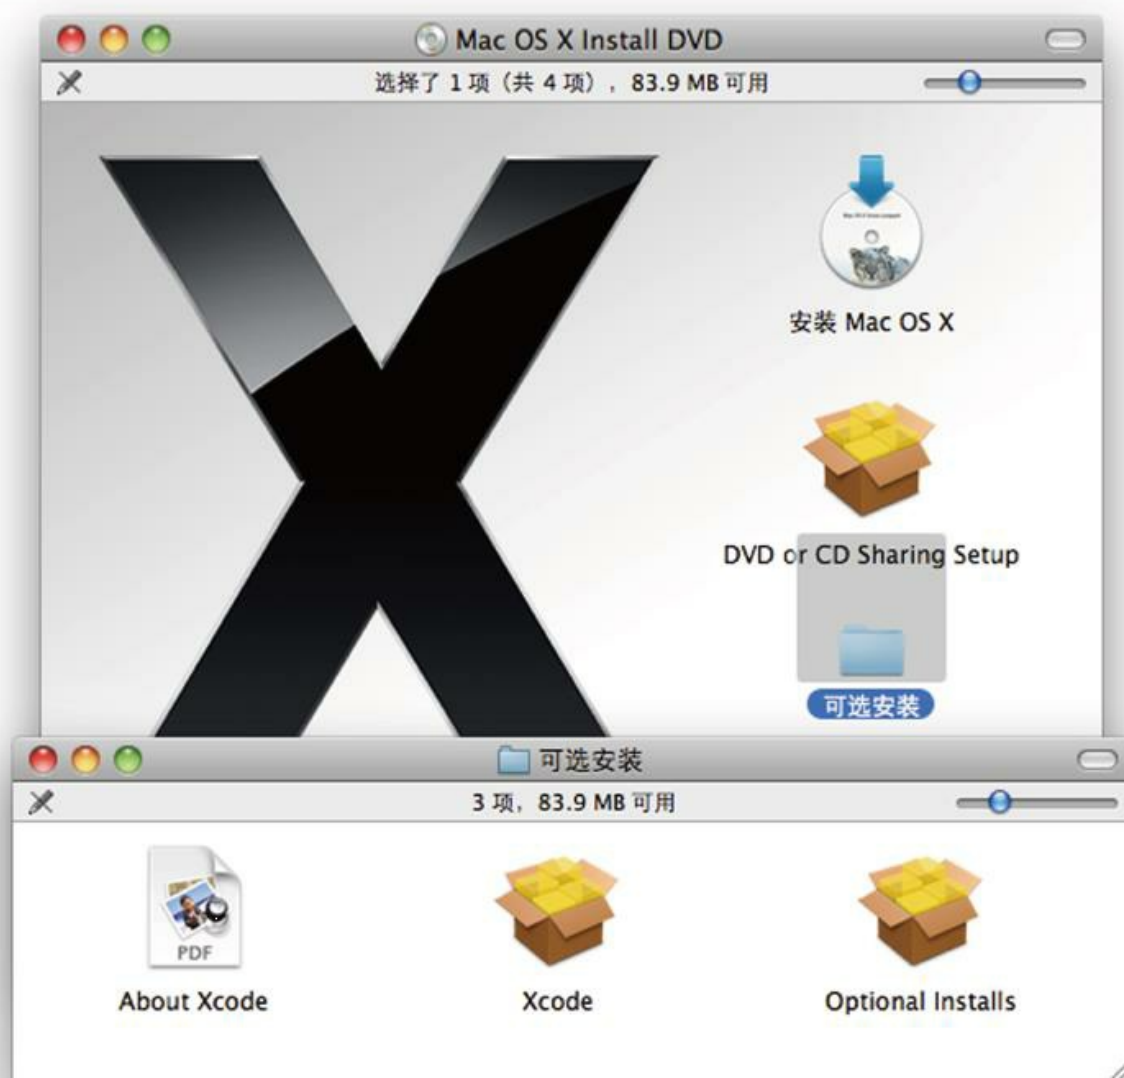 Mac OS X Install DVD
选择了 1 项（共 4 项），83.9 MB 可用
安装 Mac OS X
DVD or CD Sharing Setup
可选安装
可选安装
3 项，83.9 MB 可用
PDF
About Xcode
Xcode
Optional Installs